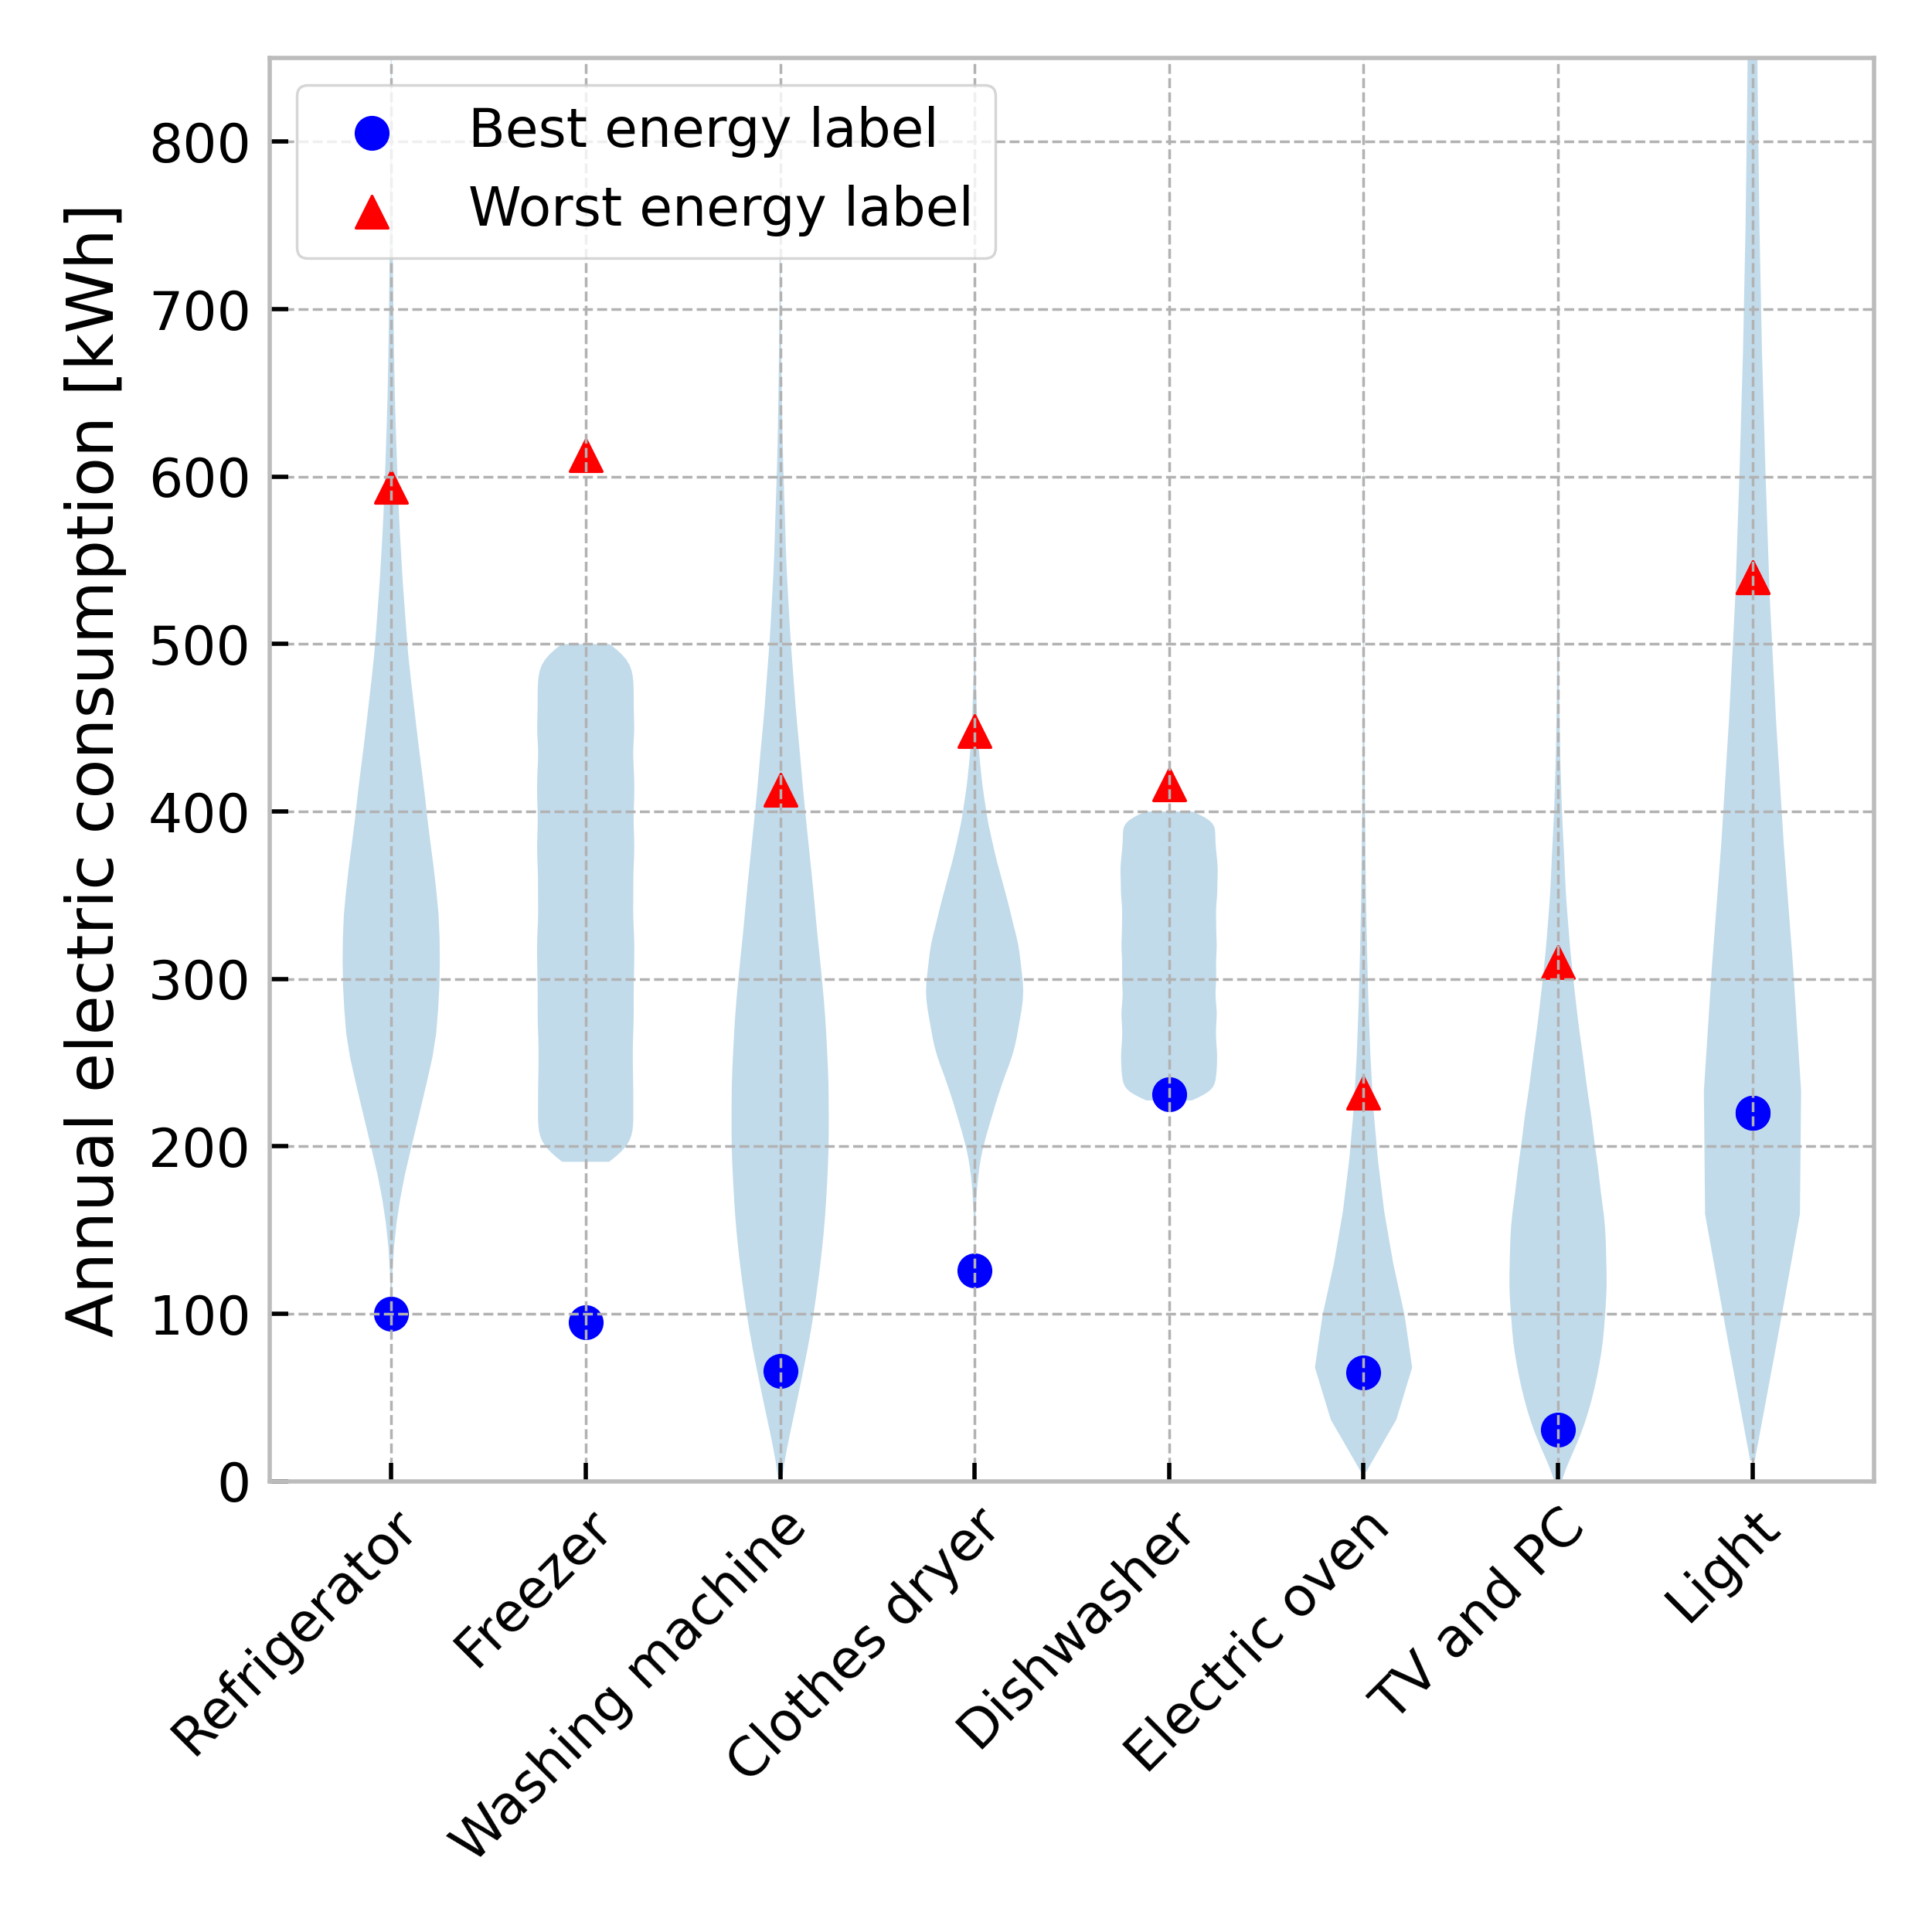 Best energy label
Worst energy label
Annual electric consumption [kWh]
800
700
600
500
400
300
200
100
0
Refrigerator
Freezer
Washing machine
Clothes dryer
Dishwasher
Electric oven
TV and PC
Light